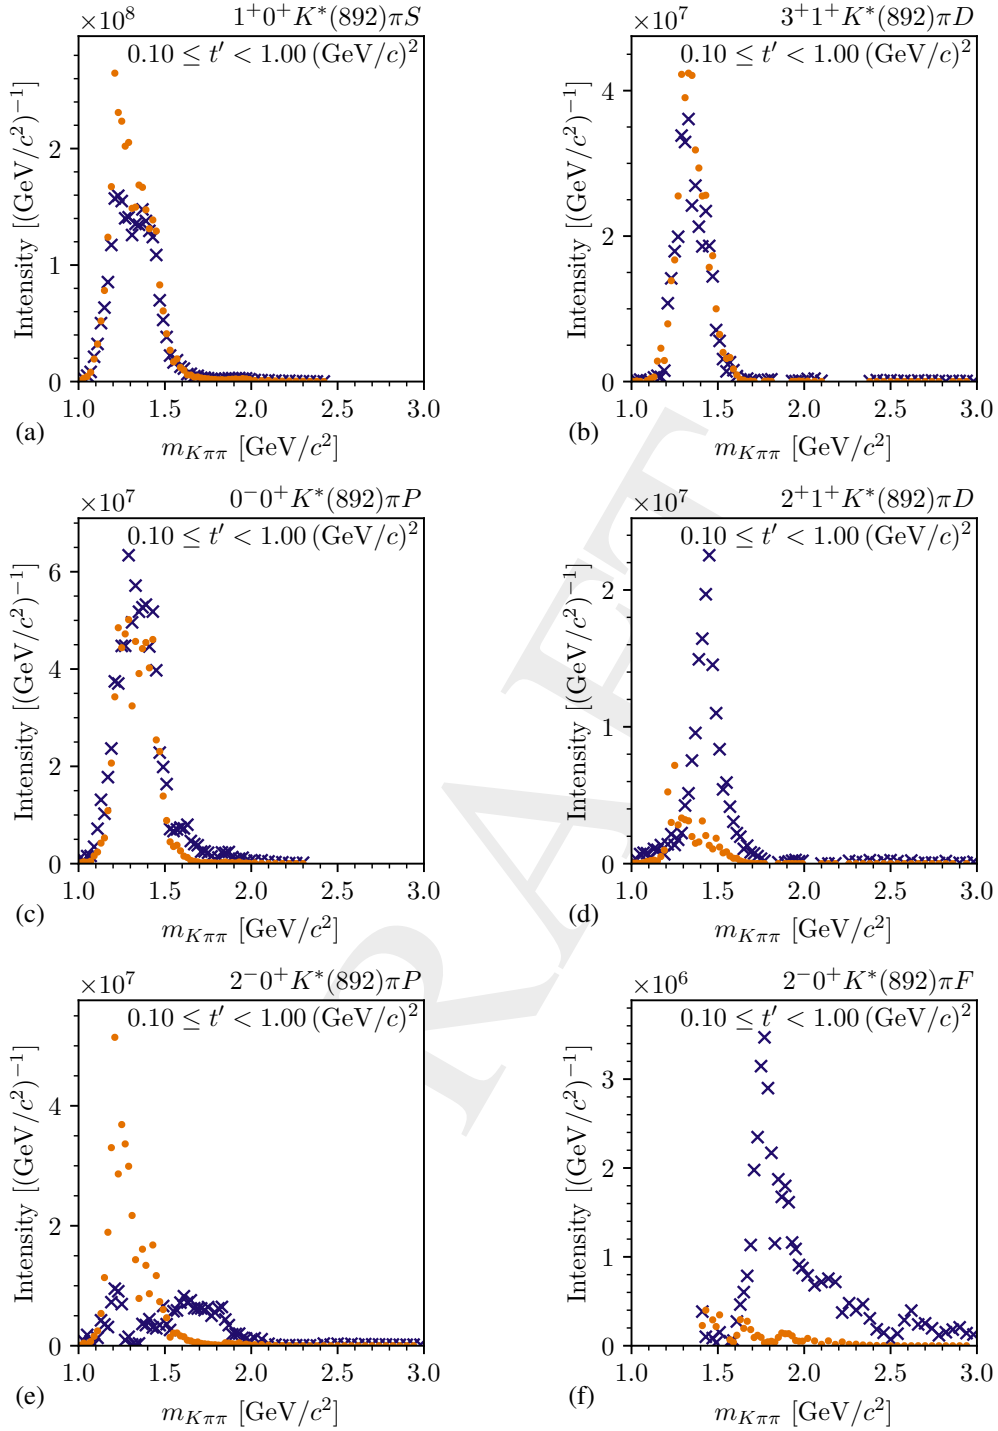 ×10⁸ 1⁺0⁺K*(892)πS
0.10 ≤ t′ < 1.00 (GeV/c)²
Intensity [(GeV/c²)⁻¹]
2
1
0
1.0 1.5 2.0 2.5 3.0
(a) m_Kππ [GeV/c²]
×10⁷ 3⁺1⁺K*(892)πD
0.10 ≤ t′ < 1.00 (GeV/c)²
Intensity [(GeV/c²)⁻¹]
4
2
0
1.0 1.5 2.0 2.5 3.0
(b) m_Kππ [GeV/c²]
×10⁷ 0⁻0⁺K*(892)πP
0.10 ≤ t′ < 1.00 (GeV/c)²
Intensity [(GeV/c²)⁻¹]
6
4
2
0
1.0 1.5 2.0 2.5 3.0
(c) m_Kππ [GeV/c²]
×10⁷ 2⁺1⁺K*(892)πD
0.10 ≤ t′ < 1.00 (GeV/c)²
Intensity [(GeV/c²)⁻¹]
2
1
0
1.0 1.5 2.0 2.5 3.0
(d) m_Kππ [GeV/c²]
×10⁷ 2⁻0⁺K*(892)πP
0.10 ≤ t′ < 1.00 (GeV/c)²
Intensity [(GeV/c²)⁻¹]
4
2
0
1.0 1.5 2.0 2.5 3.0
(e) m_Kππ [GeV/c²]
×10⁶ 2⁻0⁺K*(892)πF
0.10 ≤ t′ < 1.00 (GeV/c)²
Intensity [(GeV/c²)⁻¹]
3
2
1
0
1.0 1.5 2.0 2.5 3.0
(f) m_Kππ [GeV/c²]
RAFT